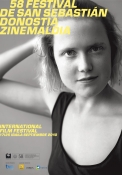 58 FESTIVAL
DE SAN SEBASTIÁN
DONOSTIA
ZINEMALDIA
INTERNATIONAL
FILM FESTIVAL